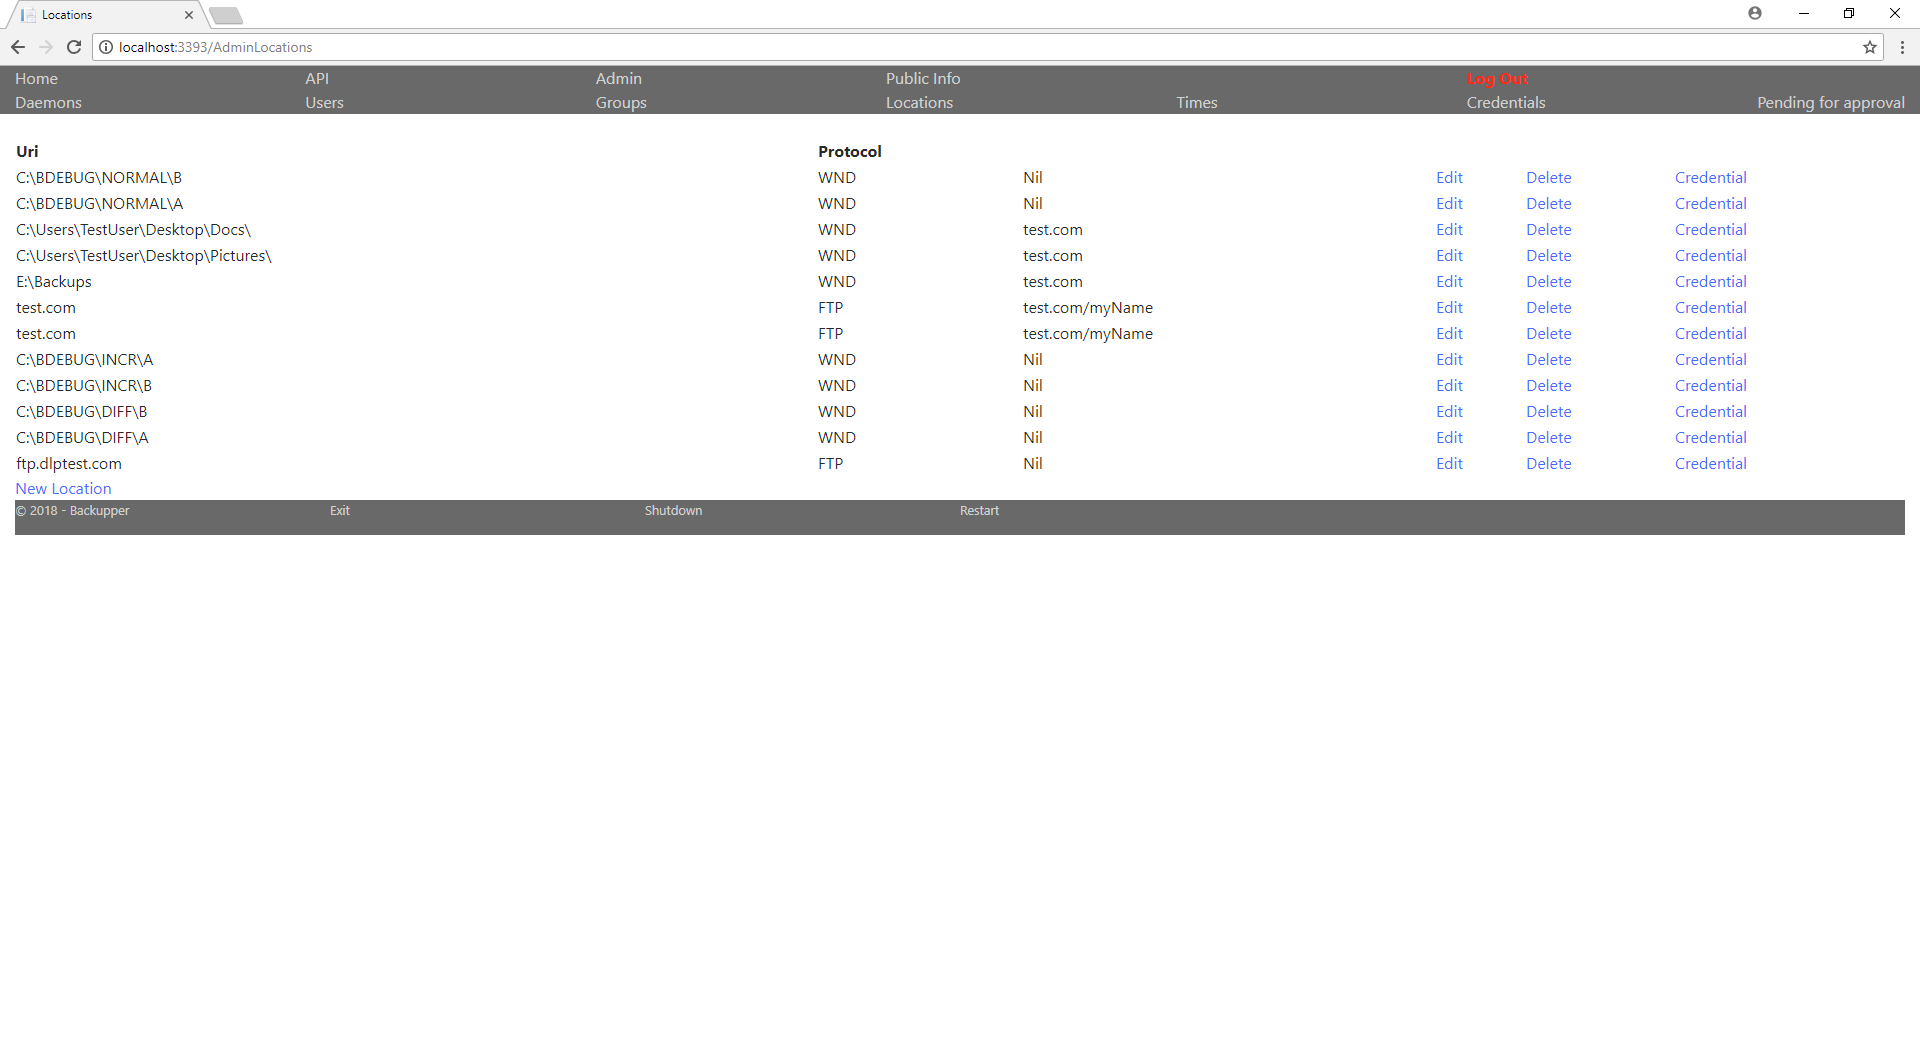 Locations
localhost:3393/AdminLocations
Home API Admin Public Info Log Out
Daemons Users Groups Locations Times Credentials Pending for approval
Uri Protocol
C:\BDEBUG\NORMAL\B WND Nil Edit Delete Credential
C:\BDEBUG\NORMAL\A WND Nil Edit Delete Credential
C:\Users\TestUser\Desktop\Docs\ WND test.com Edit Delete Credential
C:\Users\TestUser\Desktop\Pictures\ WND test.com Edit Delete Credential
E:\Backups WND test.com Edit Delete Credential
test.com FTP test.com/myName Edit Delete Credential
test.com FTP test.com/myName Edit Delete Credential
C:\BDEBUG\INCR\A WND Nil Edit Delete Credential
C:\BDEBUG\INCR\B WND Nil Edit Delete Credential
C:\BDEBUG\DIFF\B WND Nil Edit Delete Credential
C:\BDEBUG\DIFF\A WND Nil Edit Delete Credential
ftp.dlptest.com FTP Nil Edit Delete Credential
New Location
© 2018 - Backupper Exit Shutdown Restart